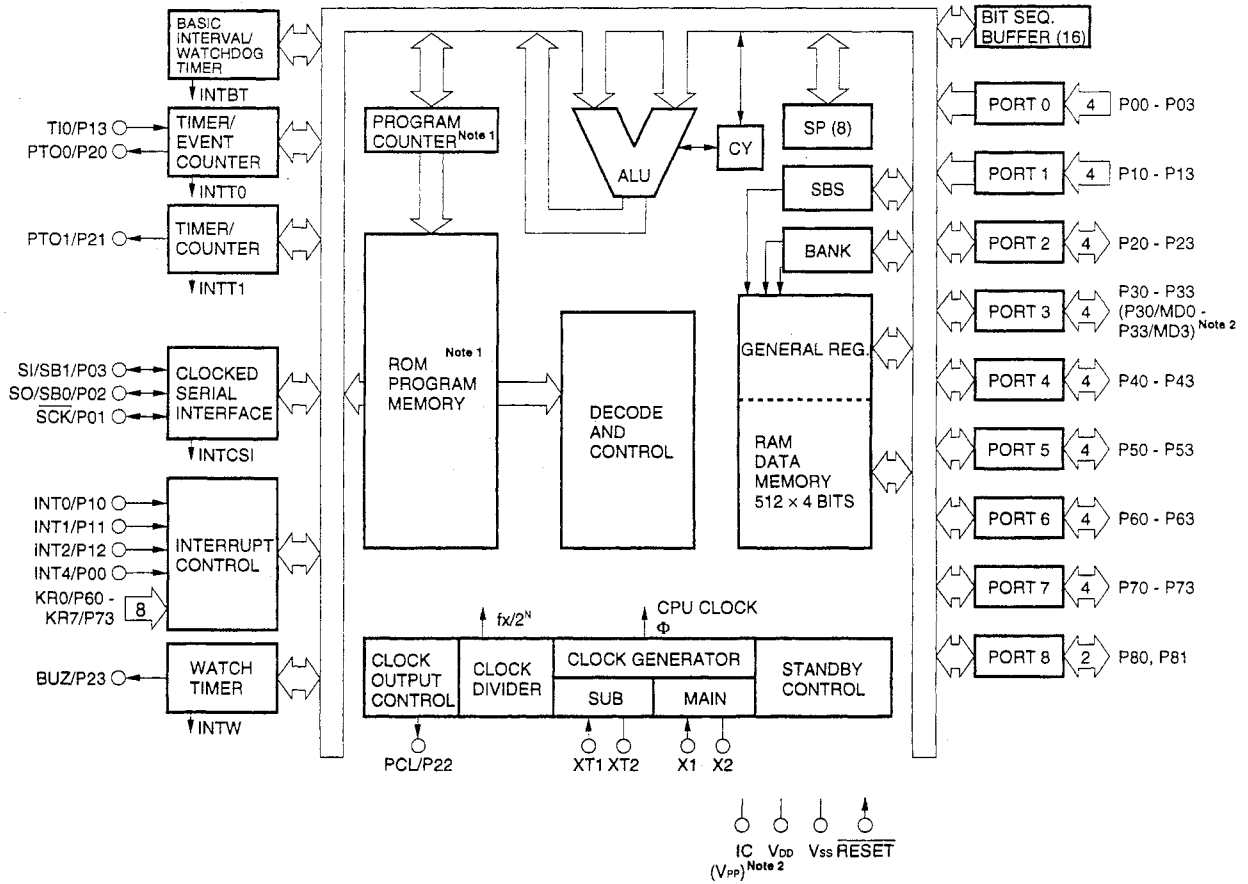 BASIC
INTERVAL/
WATCHDOG
TIMER
INTBT
TI0/P13
PTO0/P20
TIMER/
EVENT
COUNTER
INTT0
PTO1/P21
TIMER/
COUNTER
INTT1
SI/SB1/P03
SO/SB0/P02
SCK/P01
CLOCKED
SERIAL
INTERFACE
INTCSI
INT0/P10
INT1/P11
INT2/P12
INT4/P00
KR0/P60 -
KR7/P73
8
INTERRUPT
CONTROL
BUZ/P23
WATCH
TIMER
INTW
PROGRAM
COUNTER Note 1
ALU
CY
SP (8)
SBS
BANK
ROM Note 1
PROGRAM
MEMORY
DECODE
AND
CONTROL
GENERAL REG.
RAM
DATA
MEMORY
512 × 4 BITS
fx/2^N
CPU CLOCK
Φ
CLOCK
OUTPUT
CONTROL
CLOCK
DIVIDER
CLOCK GENERATOR
SUB
MAIN
STANDBY
CONTROL
PCL/P22
XT1 XT2
X1 X2
IC
(VPP) Note 2
VDD
VSS
RESET
BIT SEQ.
BUFFER (16)
PORT 0 4 P00 - P03
PORT 1 4 P10 - P13
PORT 2 4 P20 - P23
PORT 3 4 P30 - P33
(P30/MD0 -
P33/MD3) Note 2
PORT 4 4 P40 - P43
PORT 5 4 P50 - P53
PORT 6 4 P60 - P63
PORT 7 4 P70 - P73
PORT 8 2 P80, P81